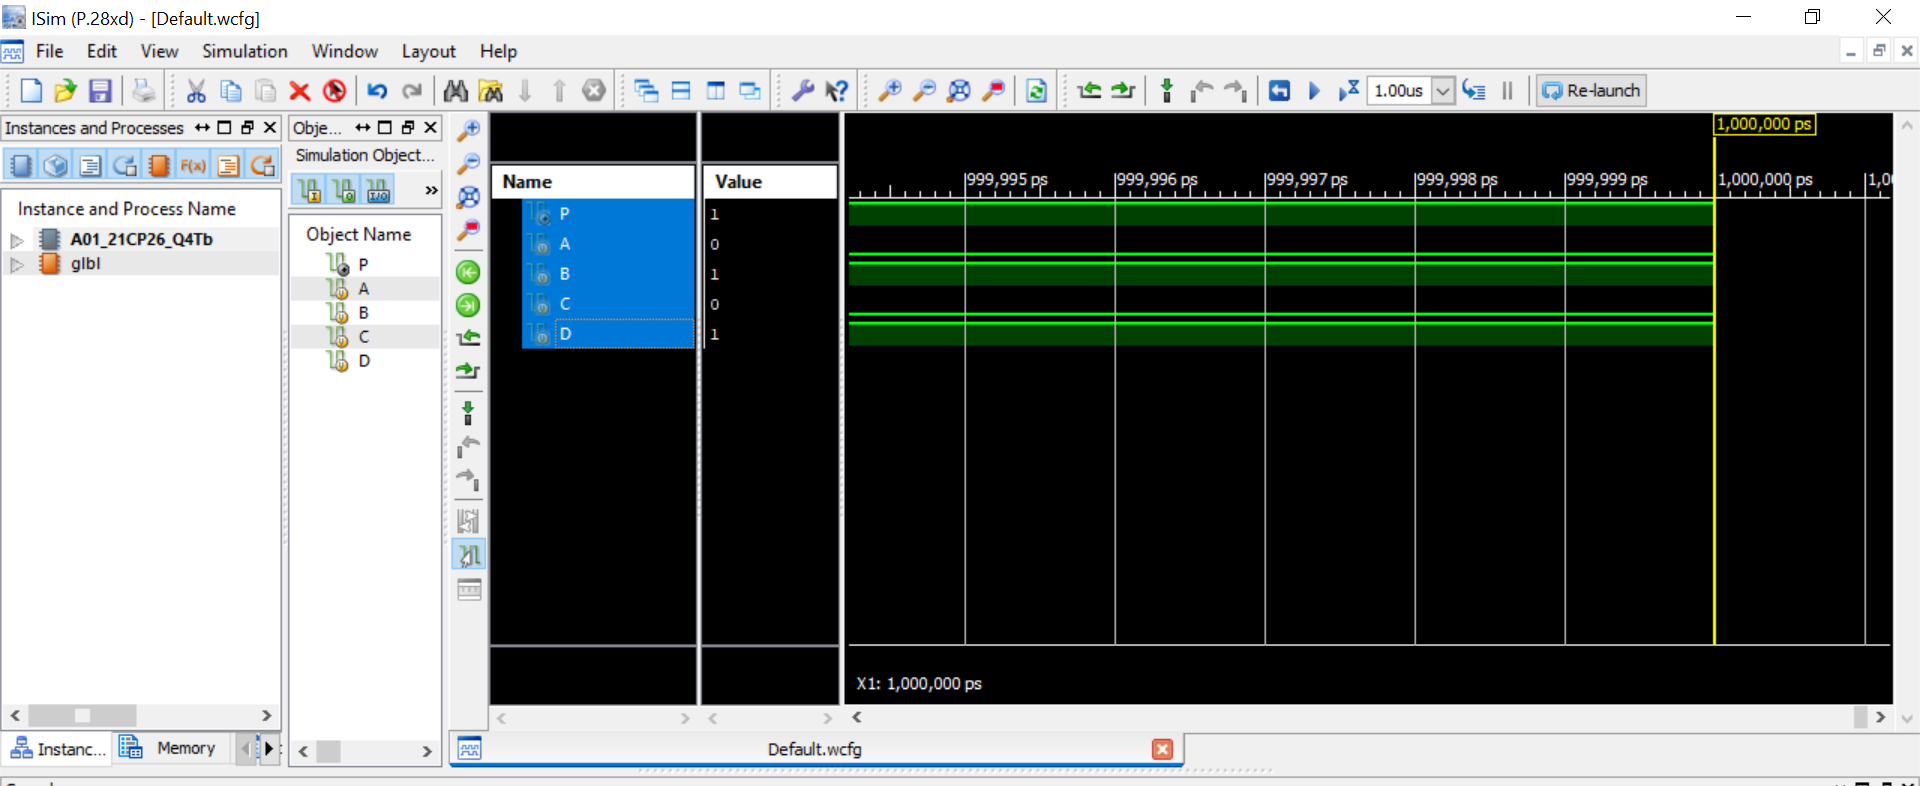 ISim (P.28xd) - [Default.wcfg]
File Edit View Simulation Window Layout Help
1.00us Re-launch
Instances and Processes
Instance and Process Name
A01_21CP26_Q4Tb
glbl
Instanc... Memory
Obje...
Simulation Object...
Object Name
P
A
B
C
D
Name Value
P 1
A 0
B 1
C 0
D 1
1,000,000 ps
999,995 ps 999,996 ps 999,997 ps 999,998 ps 999,999 ps 1,000,000 ps 1,0
X1: 1,000,000 ps
Default.wcfg